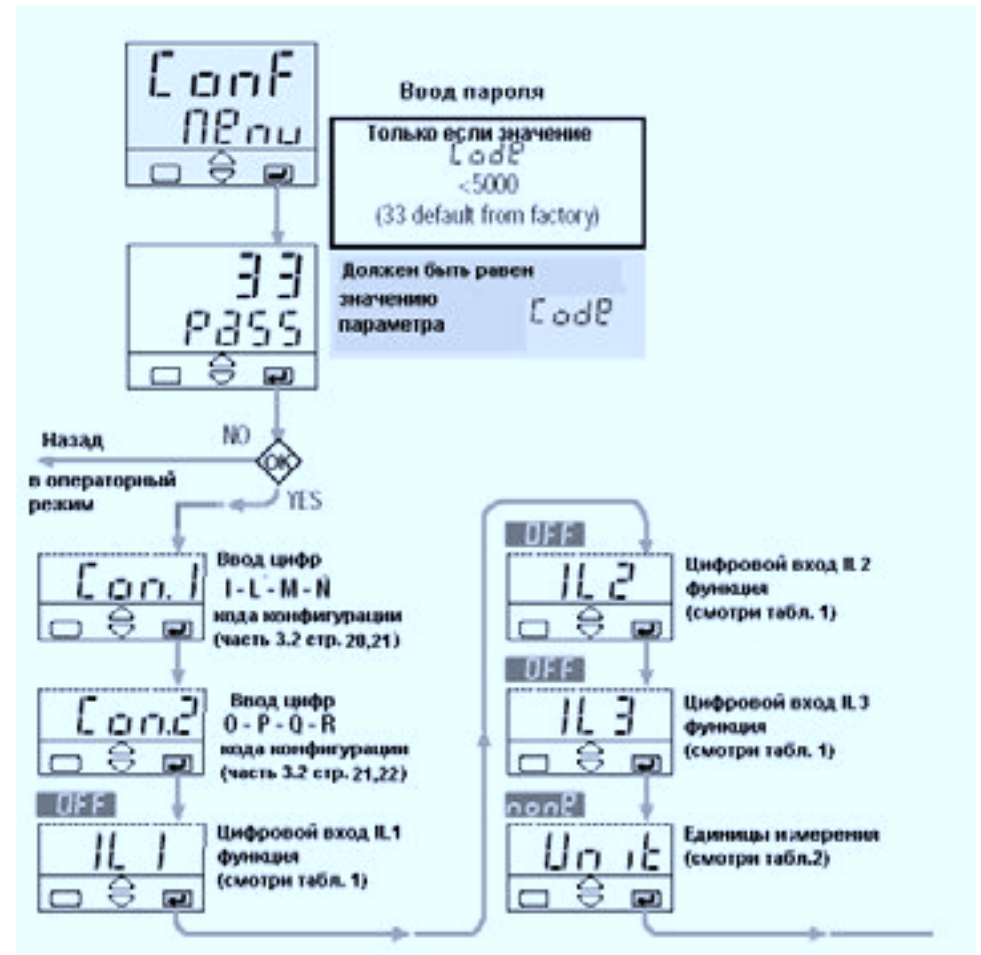 Conf
MEnu
Ввод пароля
Только если значение
CodE
<5000
(33 default from factory)
33
PASS
Должен быть равен
значению
параметра
CodE
NO
Назад
OK
в операторный
режим
YES
Con.1
Ввод цифр
I - L - M - N
кода конфигурации
(часть 3.2 стр. 20,21)
Con.2
Ввод цифр
O - P - Q - R
кода конфигурации
(часть 3.2 стр. 21,22)
OFF
IL 1
Цифровой вход IL1
функция
(смотри табл. 1)
OFF
IL 2
Цифровой вход IL 2
функция
(смотри табл. 1)
OFF
IL 3
Цифровой вход IL 3
функция
(смотри табл. 1)
nonE
Unit
Единицы измерения
(смотри табл.2)